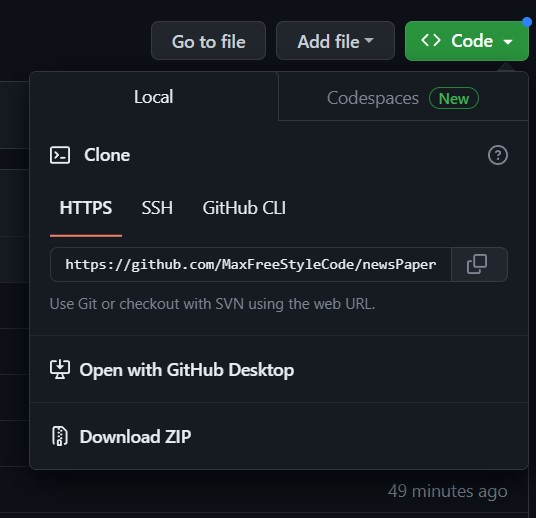 Go to file Add file Code
Local Codespaces New
Clone
HTTPS SSH GitHub CLI
https://github.com/MaxFreeStyleCode/newsPaper
Use Git or checkout with SVN using the web URL.
Open with GitHub Desktop
Download ZIP
49 minutes ago